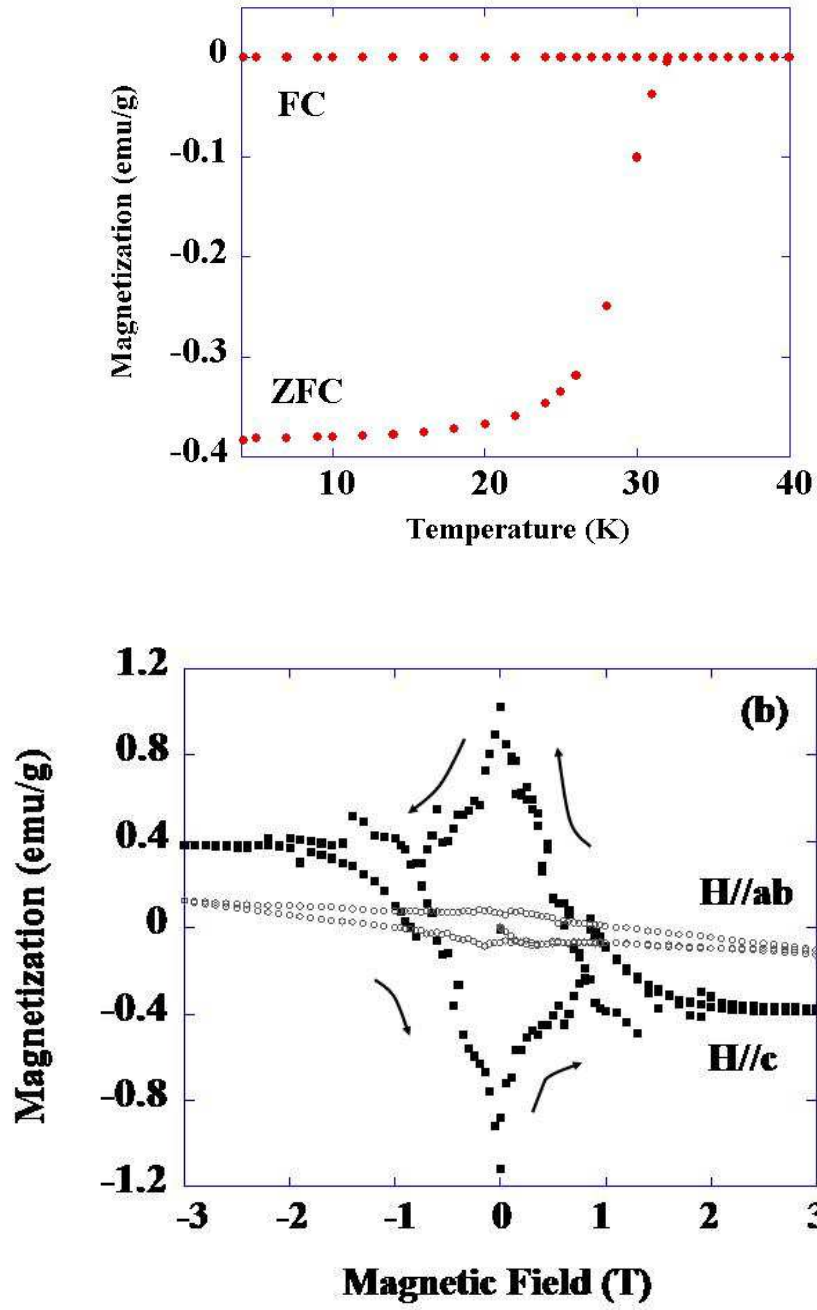 0
FC
-0.1
-0.2
-0.3
ZFC
-0.4
10 20 30 40
Magnetization (emu/g)
Temperature (K)
1.2
(b)
0.8
0.4
H//ab
0
-0.4
H//c
-0.8
-1.2
-3 -2 -1 0 1 2 3
Magnetization (emu/g)
Magnetic Field (T)